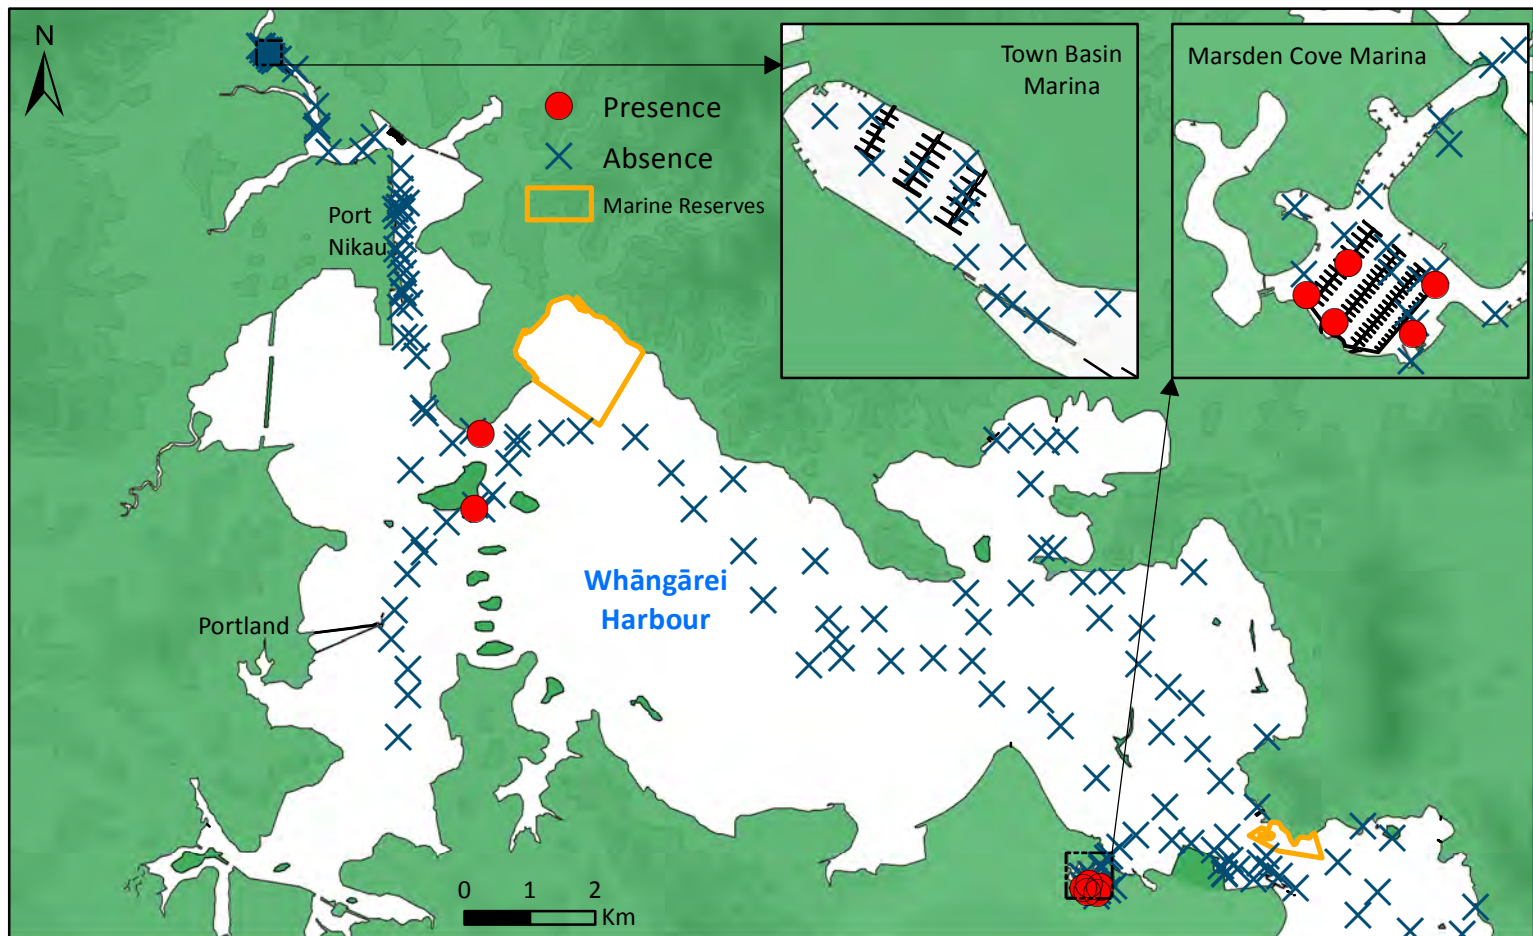 N
Presence
Absence
Marine Reserves
Town Basin
Marina
Marsden Cove Marina
Port
Nikau
Whāngārei
Harbour
Portland
0 1 2
Km